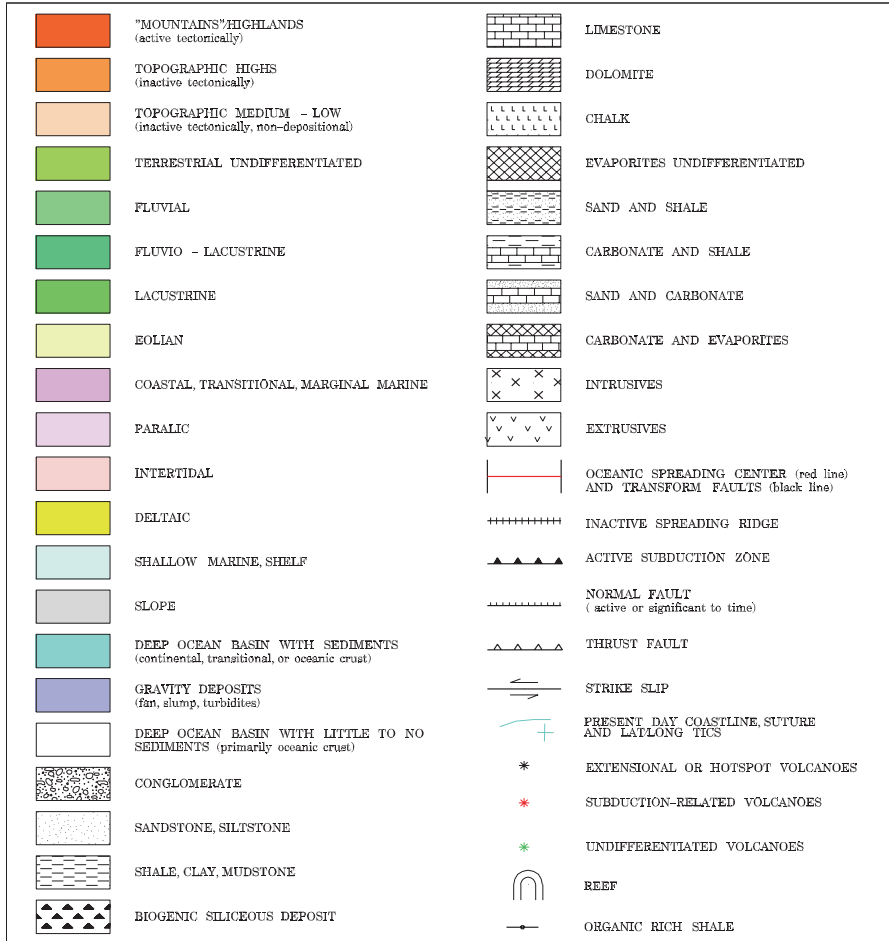 "MOUNTAINS"/HIGHLANDS
(active tectonically)
TOPOGRAPHIC HIGHS
(inactive tectonically)
TOPOGRAPHIC MEDIUM - LOW
(inactive tectonically, non-depositional)
TERRESTRIAL UNDIFFERENTIATED
FLUVIAL
FLUVIO - LACUSTRINE
LACUSTRINE
EOLIAN
COASTAL, TRANSITIONAL, MARGINAL MARINE
PARALIC
INTERTIDAL
DELTAIC
SHALLOW MARINE, SHELF
SLOPE
DEEP OCEAN BASIN WITH SEDIMENTS
(continental, transitional, or oceanic crust)
GRAVITY DEPOSITS
(fan, slump, turbidites)
DEEP OCEAN BASIN WITH LITTLE TO NO
SEDIMENTS (primarily oceanic crust)
CONGLOMERATE
SANDSTONE, SILTSTONE
SHALE, CLAY, MUDSTONE
BIOGENIC SILICEOUS DEPOSIT
LIMESTONE
DOLOMITE
CHALK
EVAPORITES UNDIFFERENTIATED
SAND AND SHALE
CARBONATE AND SHALE
SAND AND CARBONATE
CARBONATE AND EVAPORITES
INTRUSIVES
EXTRUSIVES
OCEANIC SPREADING CENTER (red line)
AND TRANSFORM FAULTS (black line)
INACTIVE SPREADING RIDGE
ACTIVE SUBDUCTION ZONE
NORMAL FAULT
( active or significant to time)
THRUST FAULT
STRIKE SLIP
PRESENT DAY COASTLINE, SUTURE
AND LAT/LONG TICS
EXTENSIONAL OR HOTSPOT VOLCANOES
SUBDUCTION-RELATED VOLCANOES
UNDIFFERENTIATED VOLCANOES
REEF
ORGANIC RICH SHALE